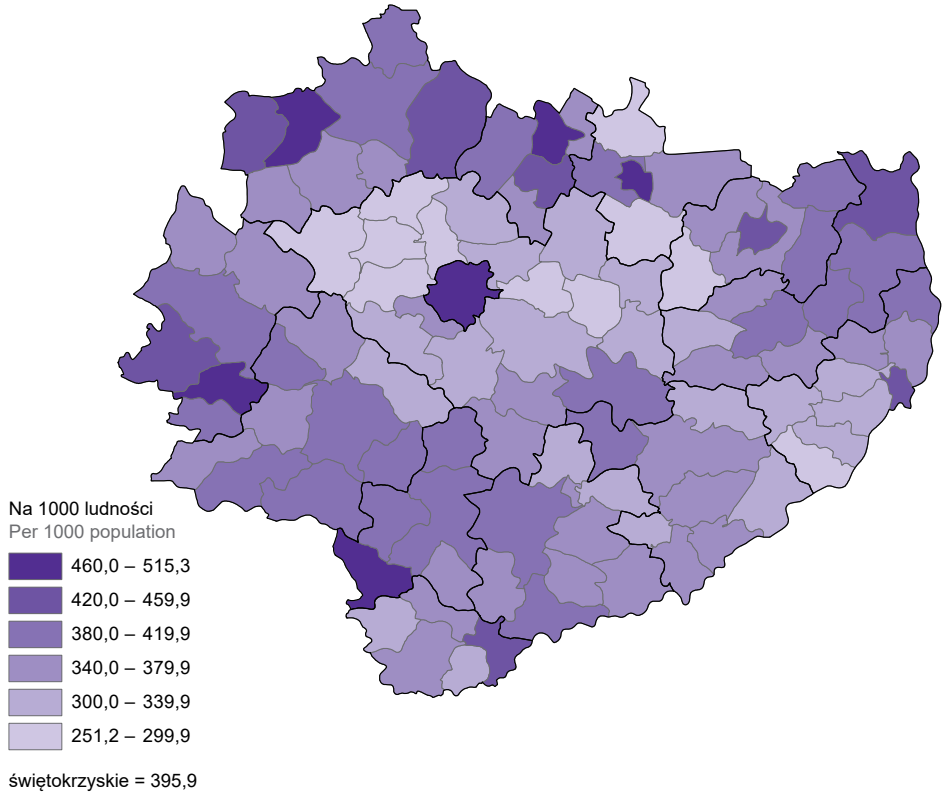 Na 1000 ludności
Per 1000 population
460,0 – 515,3
420,0 – 459,9
380,0 – 419,9
340,0 – 379,9
300,0 – 339,9
251,2 – 299,9
świętokrzyskie = 395,9